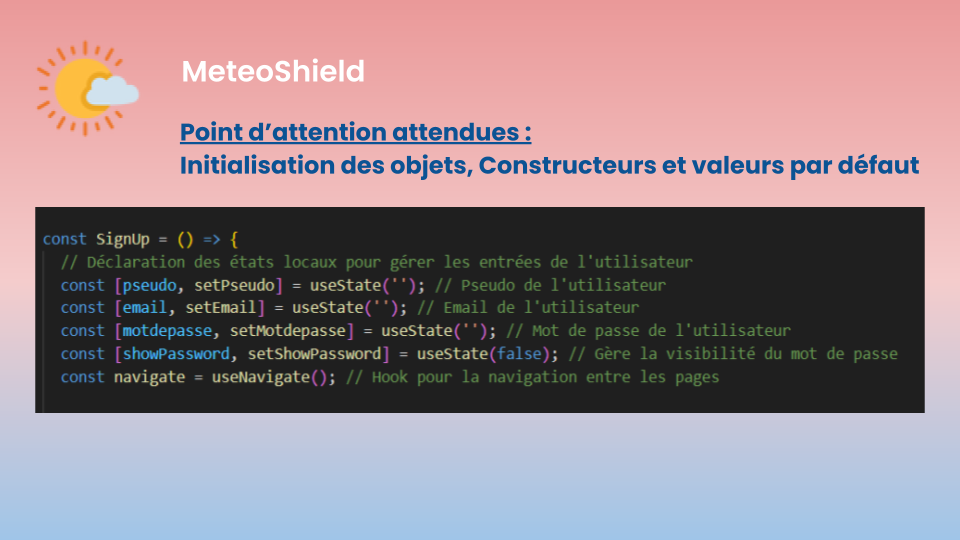 MeteoShield
Point d’attention attendues :
Initialisation des objets, Constructeurs et valeurs par défaut
const SignUp = () => {
// Déclaration des états locaux pour gérer les entrées de l'utilisateur
const [pseudo, setPseudo] = useState(''); // Pseudo de l'utilisateur
const [email, setEmail] = useState(''); // Email de l'utilisateur
const [motdepasse, setMotdepasse] = useState(''); // Mot de passe de l'utilisateur
const [showPassword, setShowPassword] = useState(false); // Gère la visibilité du mot de passe
const navigate = useNavigate(); // Hook pour la navigation entre les pages